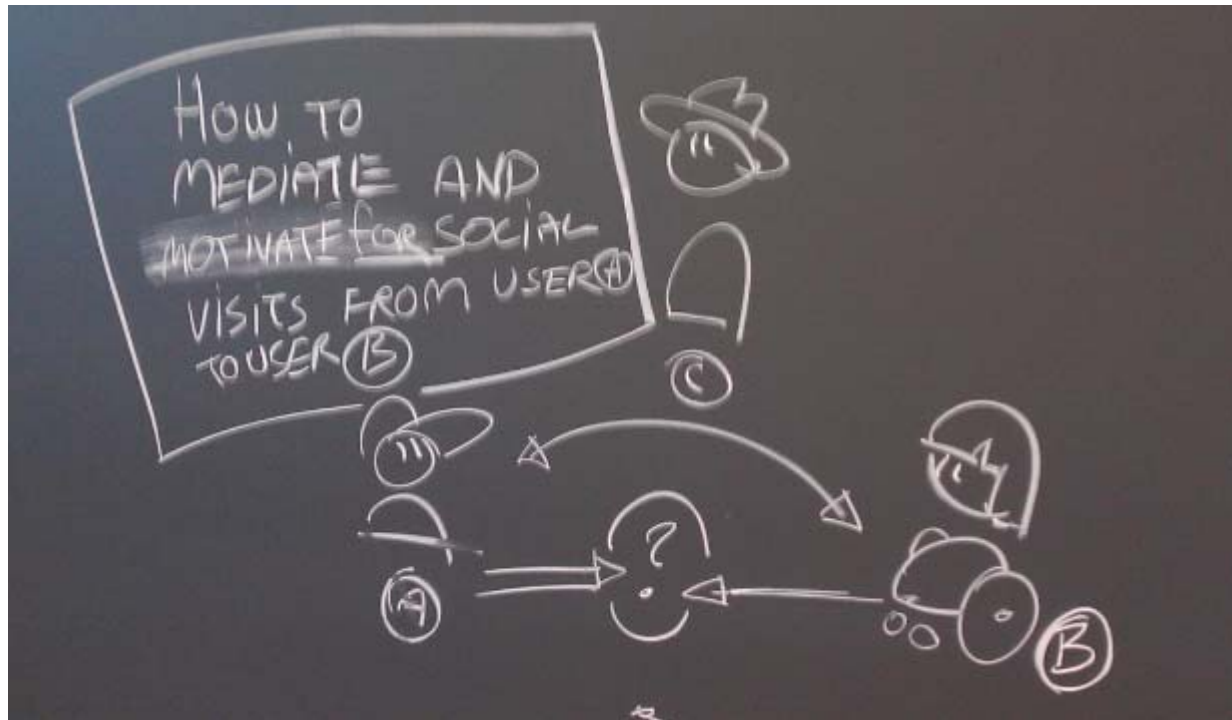 HOW TO
MEDIATE AND
MOTIVATE FOR SOCIAL
VISITS FROM USER A
TO USER B
C
?
A
B